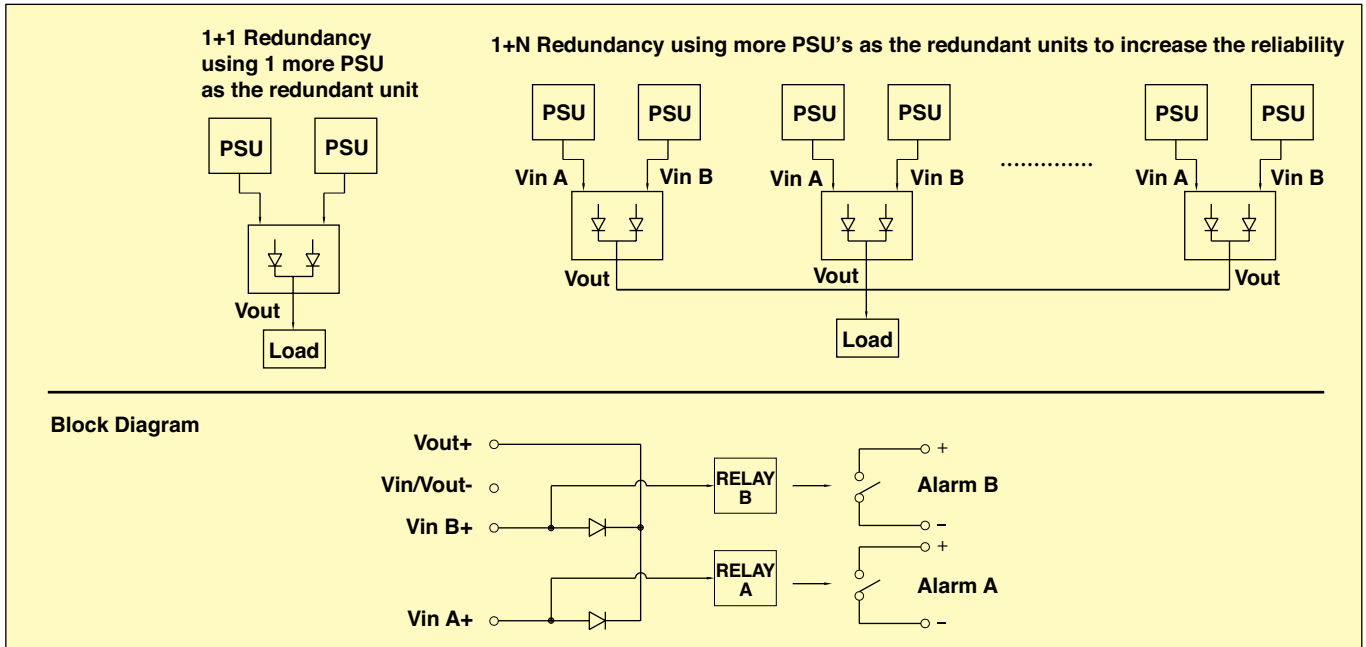 1+1 Redundancy
using 1 more PSU
as the redundant unit
PSU PSU
Vout
Load
1+N Redundancy using more PSU's as the redundant units to increase the reliability
PSU PSU PSU PSU PSU PSU
Vin A Vin B Vin A Vin B .............. Vin A Vin B
Vout Vout Vout
Load
Block Diagram
Vout+
Vin/Vout-
Vin B+
Vin A+
RELAY
B
+
Alarm B
–
RELAY
A
+
Alarm A
–